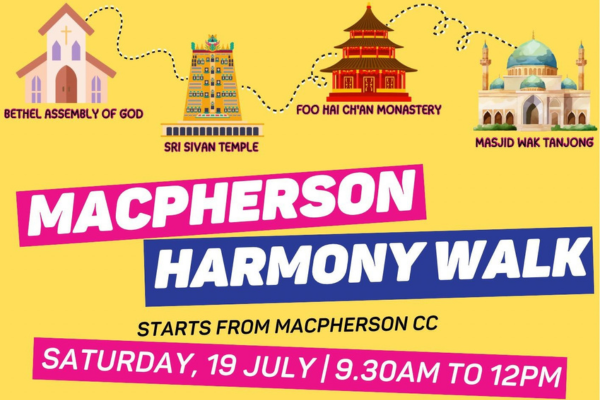 BETHEL ASSEMBLY OF GOD
SRI SIVAN TEMPLE
FOO HAI CH'AN MONASTERY
MASJID WAK TANJONG
MACPHERSON
HARMONY WALK
STARTS FROM MACPHERSON CC
SATURDAY, 19 JULY | 9.30AM TO 12PM